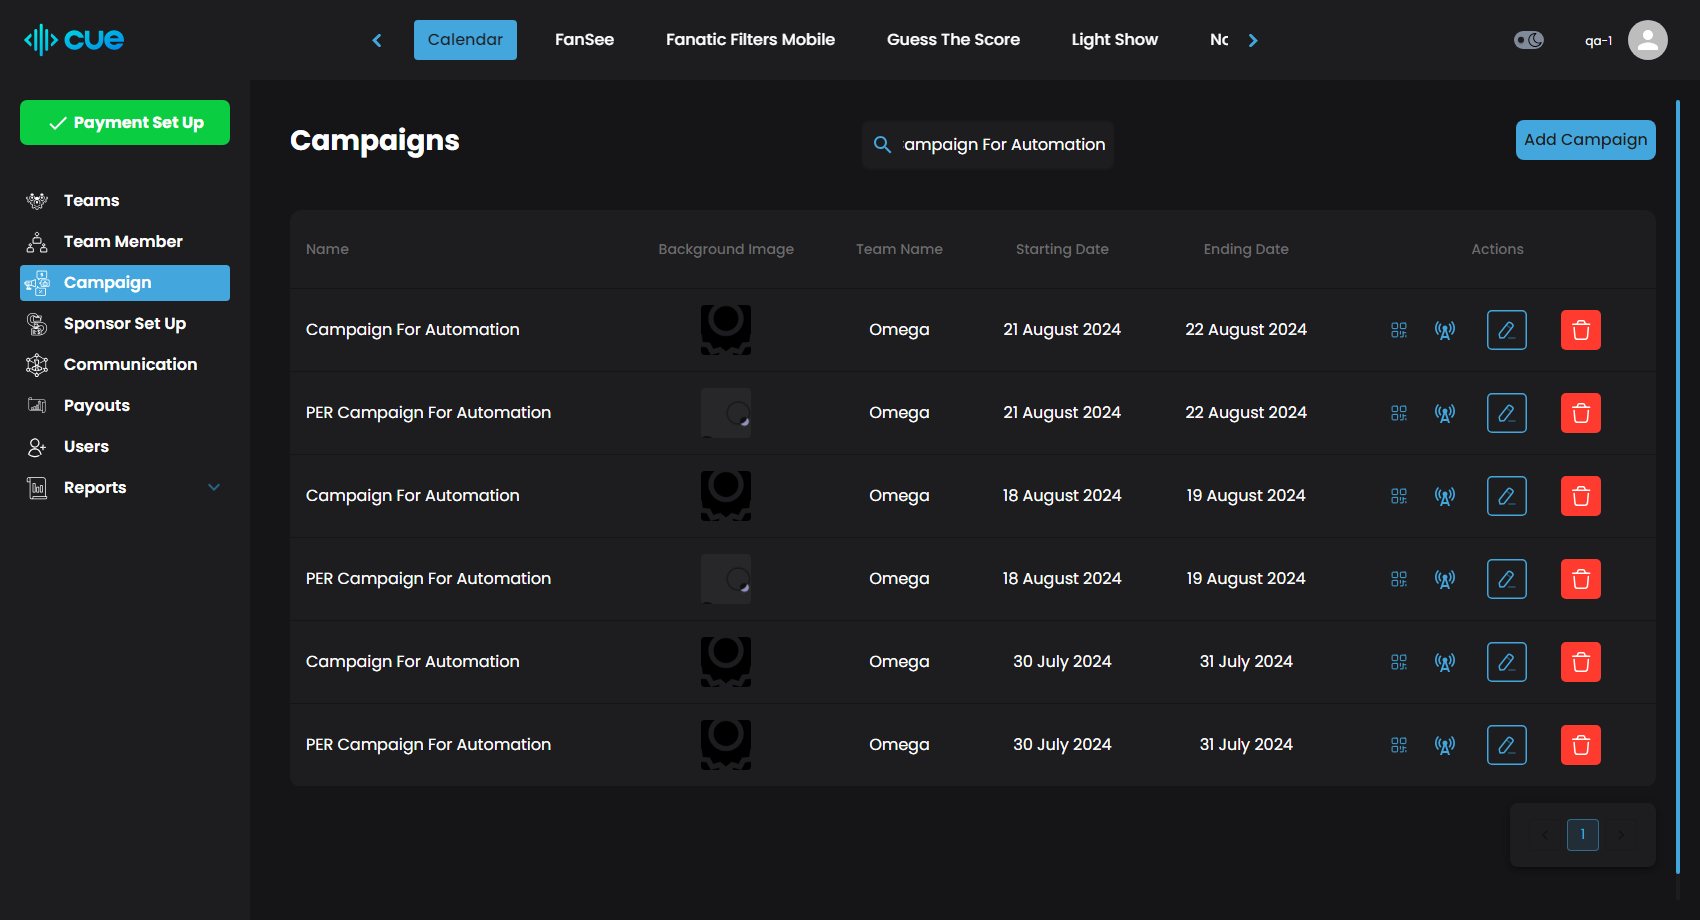 cue
Calendar
FanSee
Fanatic Filters Mobile
Guess The Score
Light Show
qa-1
Payment Set Up
Teams
Team Member
Campaign
Sponsor Set Up
Communication
Payouts
Users
Reports
Campaigns
ampaign For Automation
Add Campaign
Name Background Image Team Name Starting Date Ending Date Actions
Campaign For Automation Omega 21 August 2024 22 August 2024
PER Campaign For Automation Omega 21 August 2024 22 August 2024
Campaign For Automation Omega 18 August 2024 19 August 2024
PER Campaign For Automation Omega 18 August 2024 19 August 2024
Campaign For Automation Omega 30 July 2024 31 July 2024
PER Campaign For Automation Omega 30 July 2024 31 July 2024
1